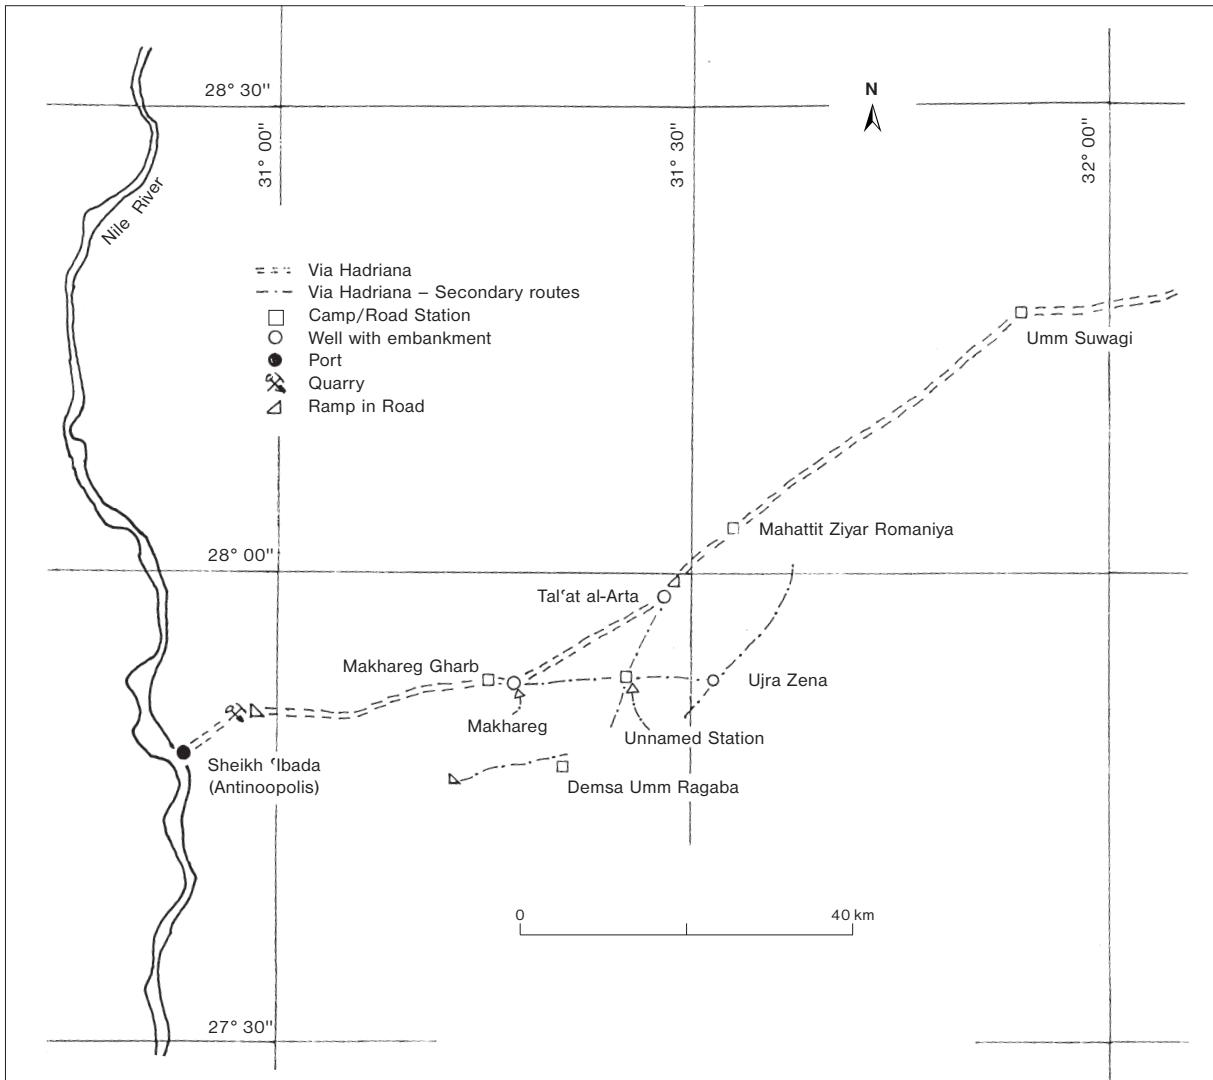 28° 30"
N
31° 00"
31° 30"
32° 00"
Nile River
Via Hadriana
Via Hadriana – Secondary routes
Camp/Road Station
Well with embankment
Port
Quarry
Ramp in Road
Umm Suwagi
Mahattit Ziyar Romaniya
28° 00"
Talʿat al-Arta
Makhareg Gharb
Ujra Zena
Makhareg
Unnamed Station
Sheikh ʿIbada
(Antinoopolis)
Demsa Umm Ragaba
0 40 km
27° 30"